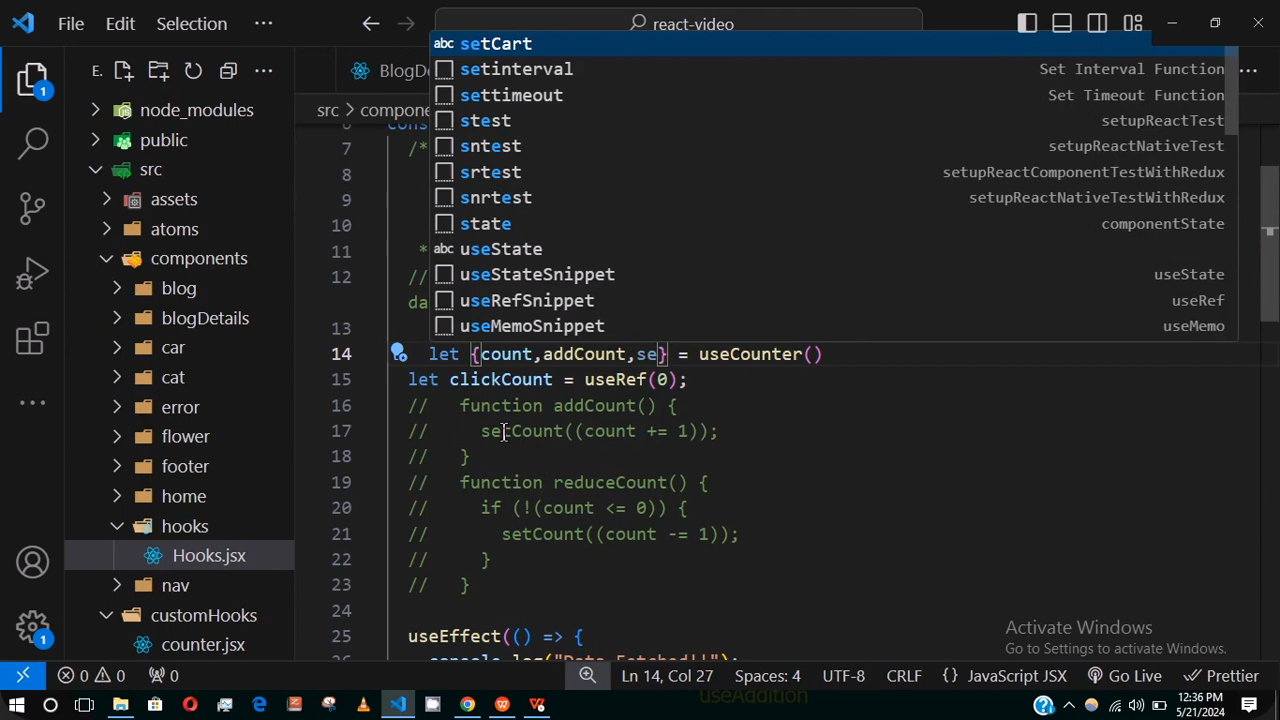 File Edit Selection ··· react-video
E. ···
BlogDe ···
src > compone
node_modules
public
src
assets
atoms
components
blog
blogDetails
car
cat
error
flower
footer
home
hooks
Hooks.jsx
nav
customHooks
counter.jsx
abc setCart
setinterval Set Interval Function
settimeout Set Timeout Function
stest setupReactTest
sntest setupReactNativeTest
srtest setupReactComponentTestWithRedux
snrtest setupReactNativeTestWithRedux
state componentState
abc useState
useStateSnippet useState
useRefSnippet useRef
useMemoSnippet useMemo
7 /*
8
9
10
11 *
12 //
da
13
14 let {count,addCount,se} = useCounter()
15 let clickCount = useRef(0);
16 // function addCount() {
17 // setCount((count += 1));
18 // }
19 // function reduceCount() {
20 // if (!(count <= 0)) {
21 // setCount((count -= 1));
22 // }
23 // }
24
25 useEffect(() => {
Activate Windows
Go to Settings to activate Windows.
1
1
0 0 0 Ln 14, Col 27 Spaces: 4 UTF-8 CRLF {} JavaScript JSX Go Live Prettier
useAddition
12:36 PM
5/21/2024